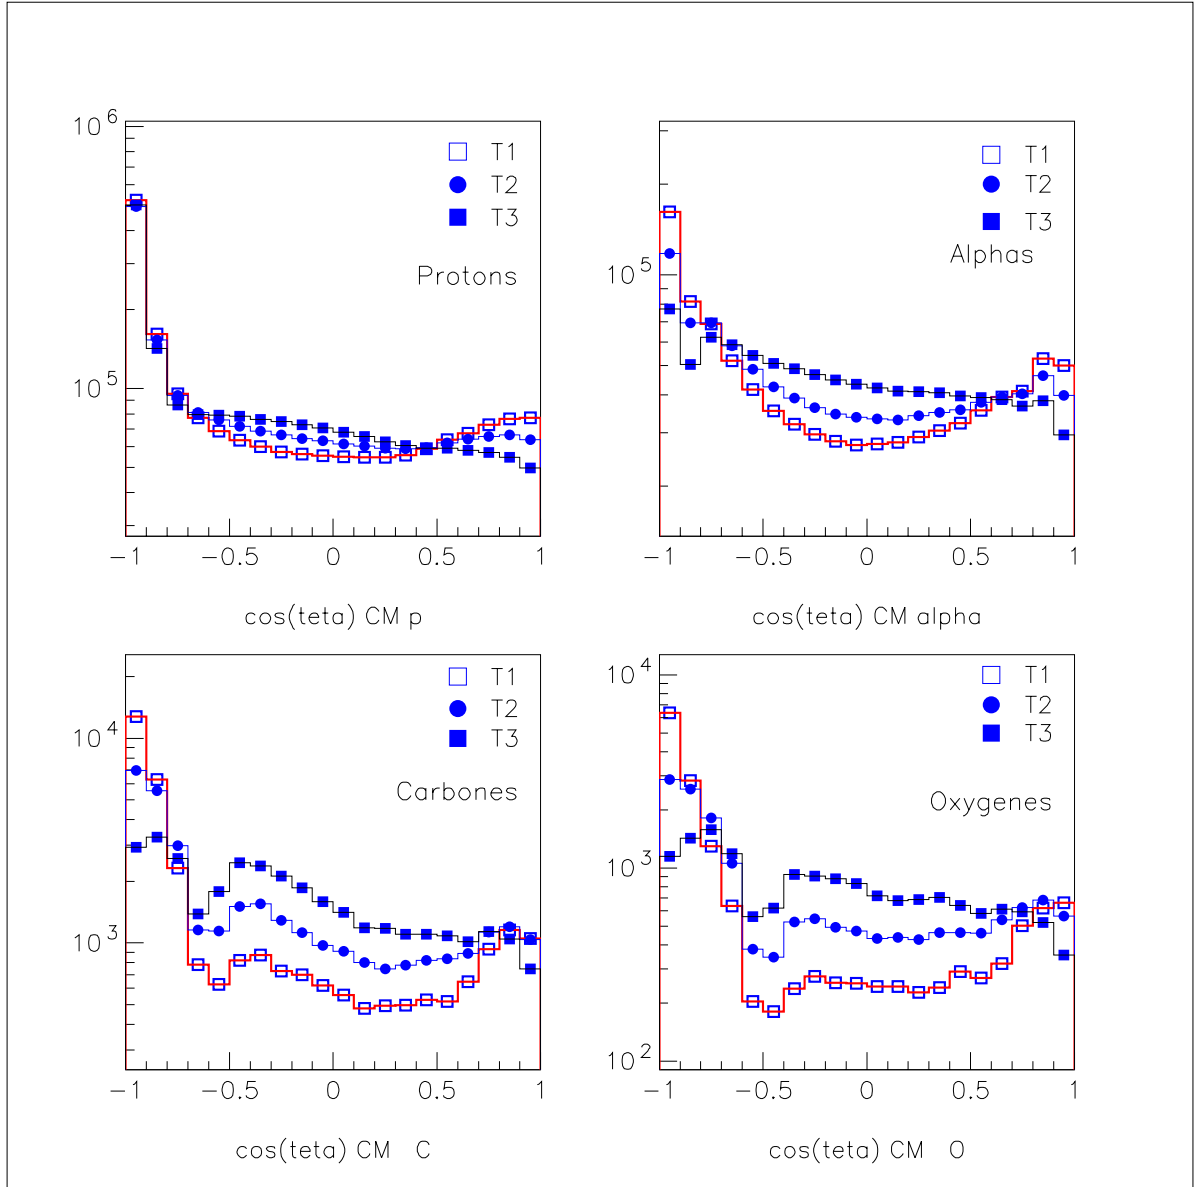 10^6
T1
T2
T3
Protons
10^5
-1 -0.5 0 0.5 1
cos(teta) CM p
T1
T2
T3
Alphas
10^5
-1 -0.5 0 0.5 1
cos(teta) CM alpha
T1
T2
T3
10^4
Carbones
10^3
-1 -0.5 0 0.5 1
cos(teta) CM C
10^4
T1
T2
T3
Oxygenes
10^3
10^2
-1 -0.5 0 0.5 1
cos(teta) CM O